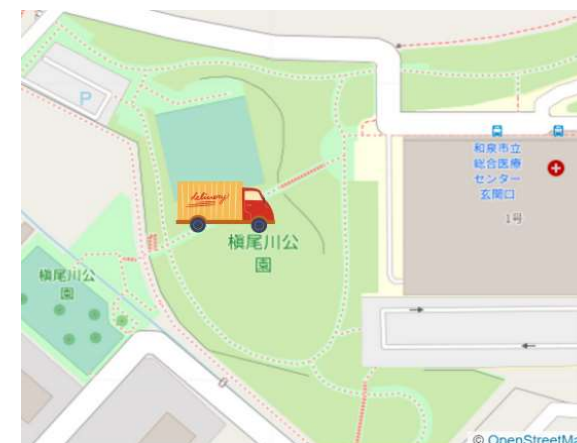 P
和泉市立
総合医療
センター
玄関口
1号
delivery
槇尾川公
園
槇尾川公
園
© OpenStreetMa